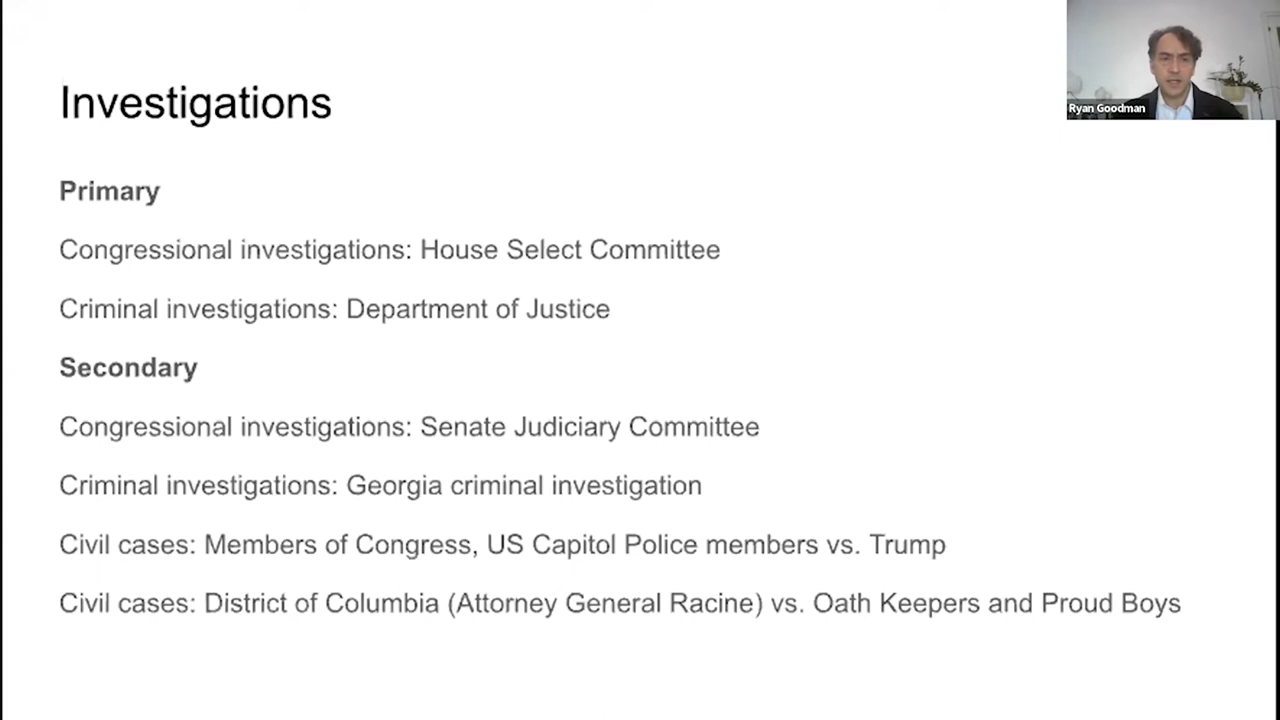 Investigations
Ryan Goodman
Primary
Congressional investigations: House Select Committee
Criminal investigations: Department of Justice
Secondary
Congressional investigations: Senate Judiciary Committee
Criminal investigations: Georgia criminal investigation
Civil cases: Members of Congress, US Capitol Police members vs. Trump
Civil cases: District of Columbia (Attorney General Racine) vs. Oath Keepers and Proud Boys